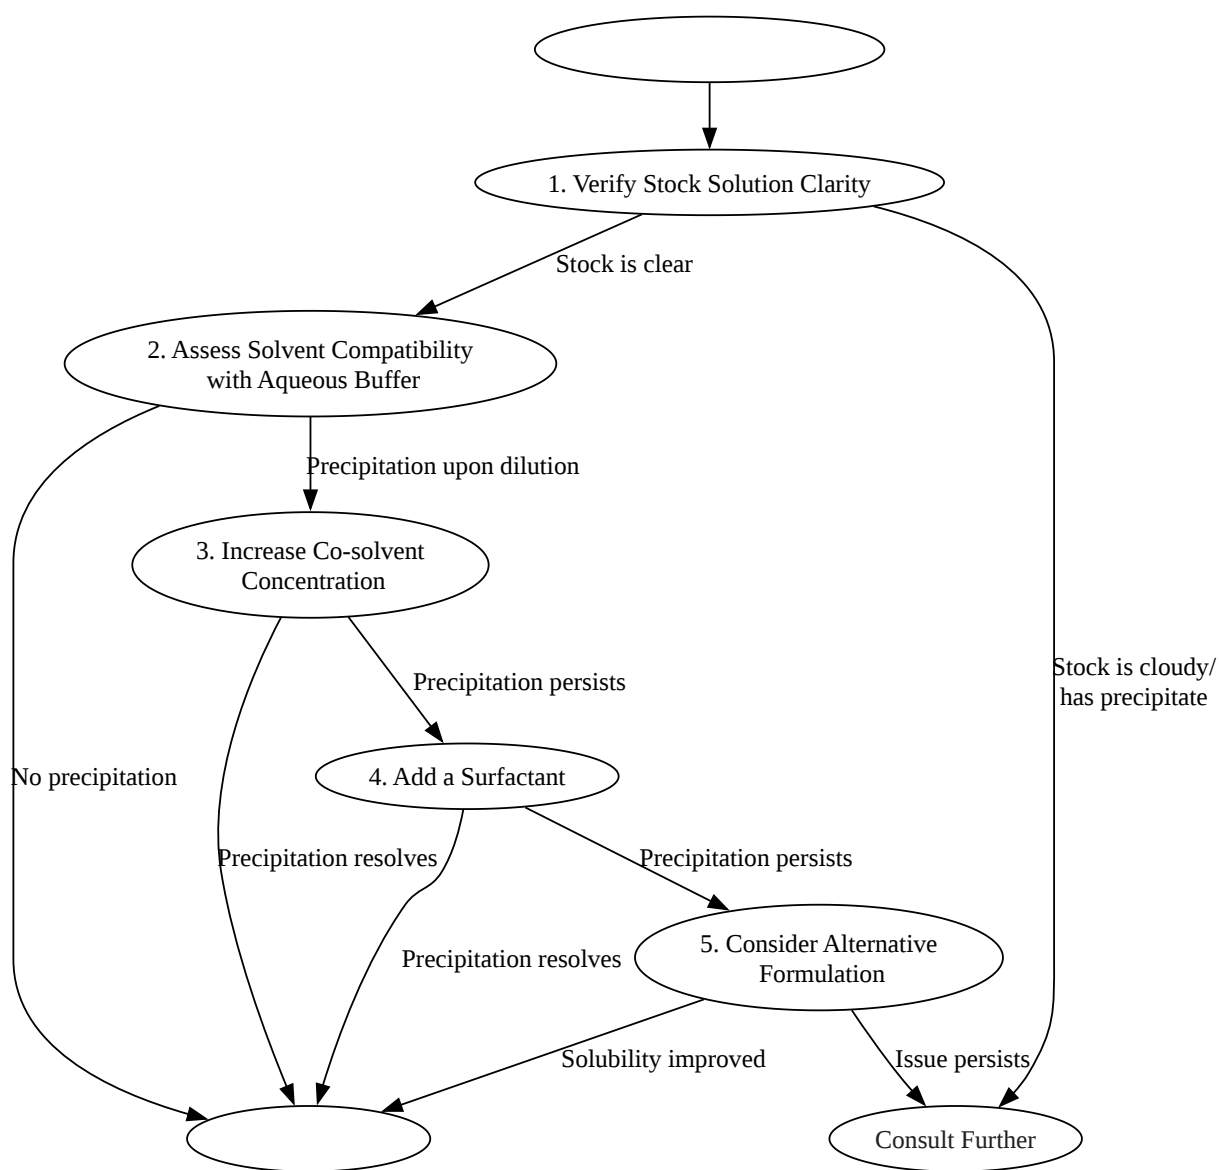 1. Verify Stock Solution Clarity
Stock is clear
2. Assess Solvent Compatibility
with Aqueous Buffer
Precipitation upon dilution
3. Increase Co-solvent
Concentration
Stock is cloudy/
has precipitate
Precipitation persists
No precipitation
4. Add a Surfactant
Precipitation resolves
Precipitation persists
5. Consider Alternative
Formulation
Precipitation resolves
Solubility improved
Issue persists
Consult Further